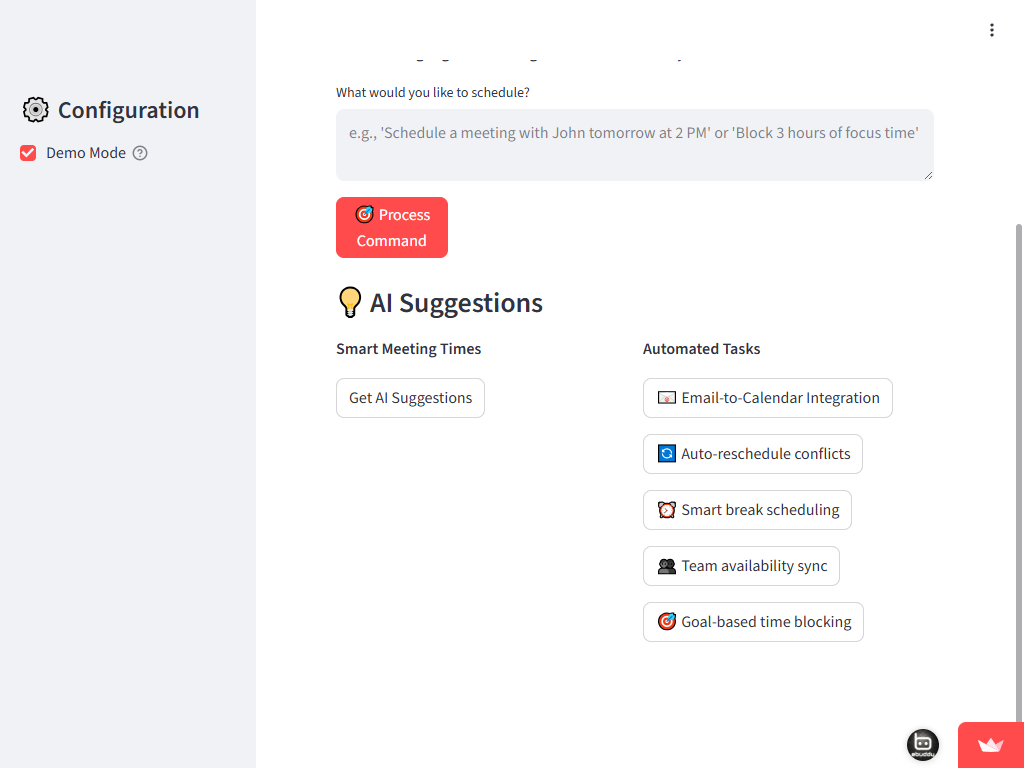 Configuration
Demo Mode
What would you like to schedule?
e.g., 'Schedule a meeting with John tomorrow at 2 PM' or 'Block 3 hours of focus time'
Process
Command
AI Suggestions
Smart Meeting Times
Automated Tasks
Get AI Suggestions
Email-to-Calendar Integration
Auto-reschedule conflicts
Smart break scheduling
Team availability sync
Goal-based time blocking